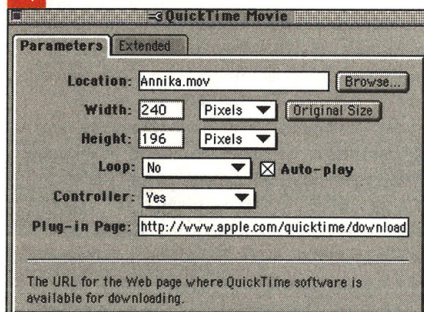 QuickTime Movie
Parameters Extended
Location: Annika.mov Browse...
Width: 240 Pixels Original Size
Height: 196 Pixels
Loop: No Auto-play
Controller: Yes
Plug-in Page: http://www.apple.com/quicktime/download
The URL for the Web page where QuickTime software is
available for downloading.